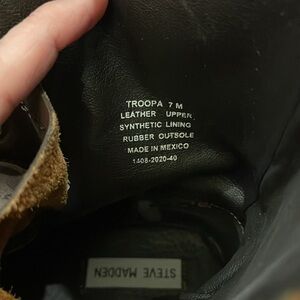 TROOPA 7 M
LEATHER UPPER
SYNTHETIC LINING
RUBBER OUTSOLE
MADE IN MEXICO
1408-2020-40
STEVE MADDEN